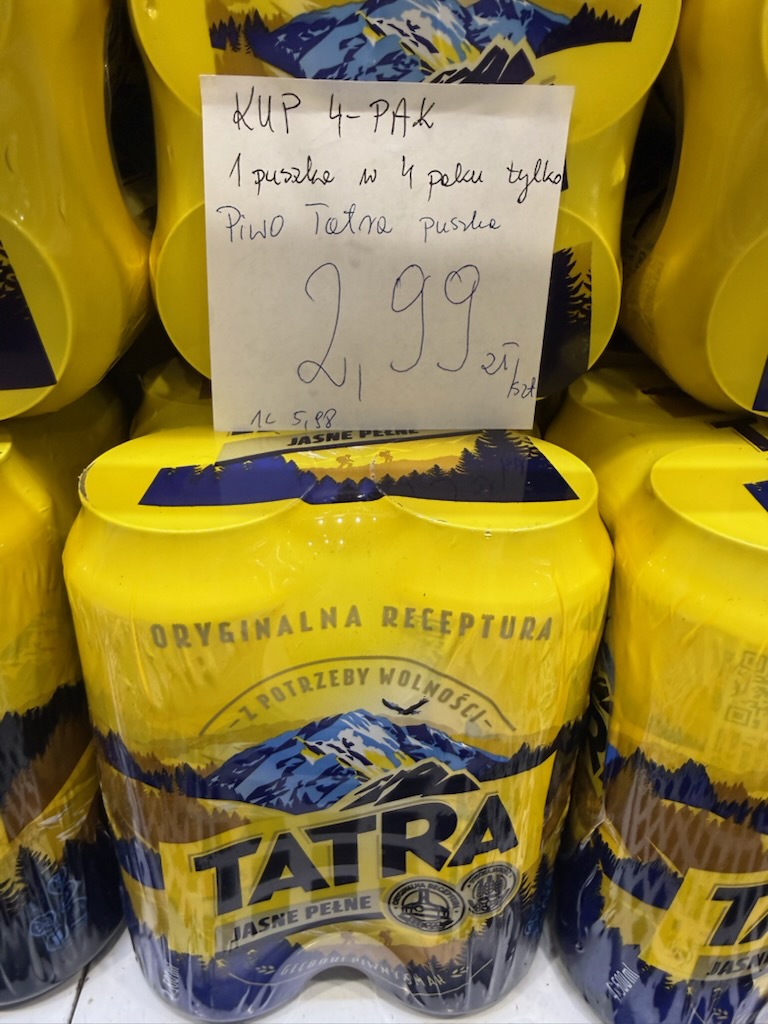 KUP 4-PAK
1 puszka w 4 paku tylko
Piwo Tatra puszka
2,99 zł/szt
1L 5,98
JASNE PEŁNE
ORYGINALNA RECEPTURA
-Z POTRZEBY WOLNOŚCI-
TATRA
JASNE PEŁNE